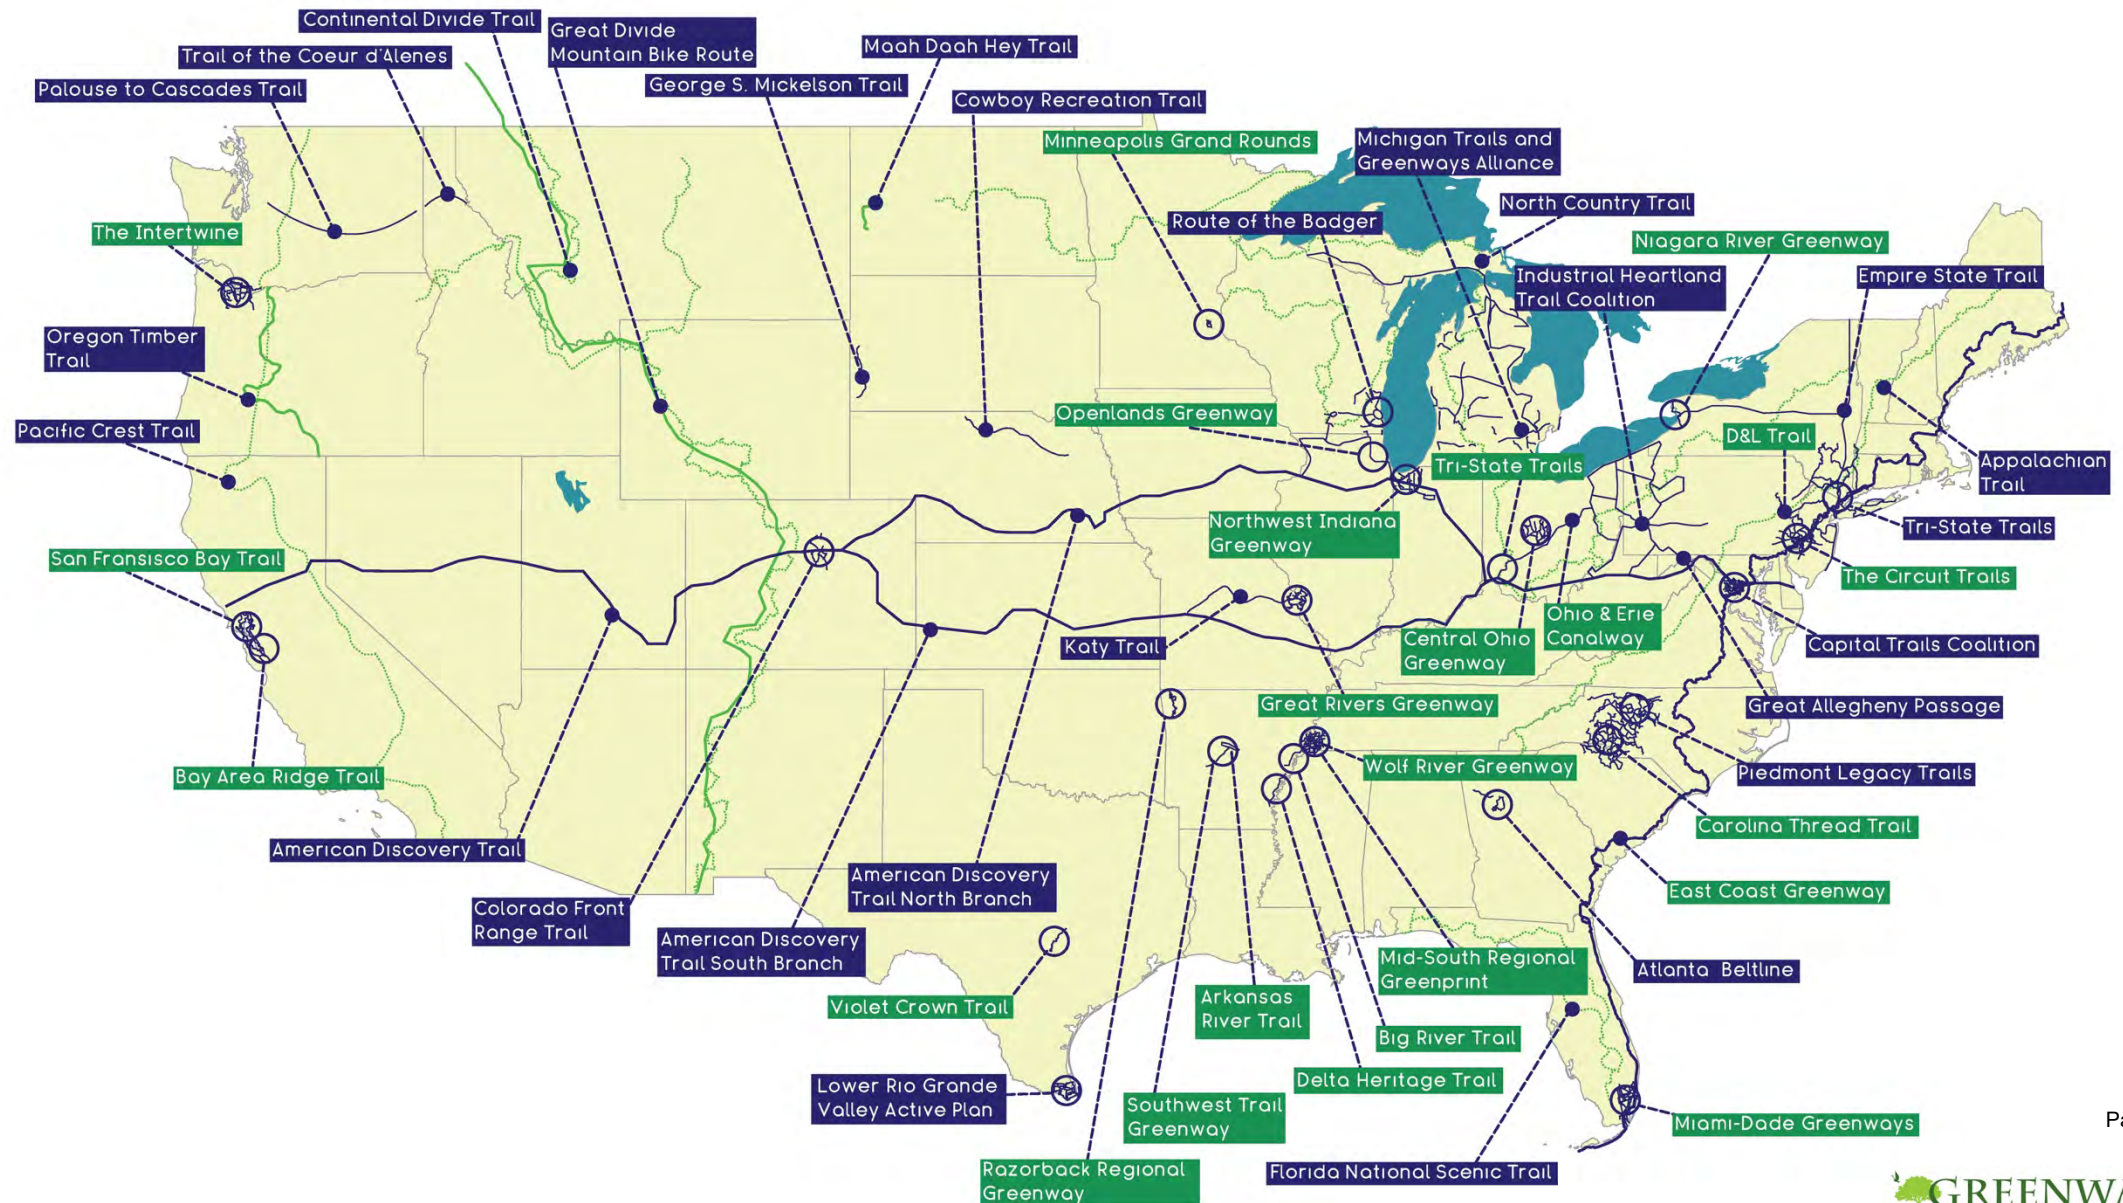 Continental Divide Trail
Great Divide
Mountain Bike Route
Maah Daah Hey Trail
Trail of the Coeur d'Alenes
George S. Mickelson Trail
Palouse to Cascades Trail
Cowboy Recreation Trail
Minneapolis Grand Rounds
Michigan Trails and
Greenways Alliance
North Country Trail
Route of the Badger
The Intertwine
Niagara River Greenway
Industrial Heartland
Trail Coalition
Empire State Trail
Oregon Timber
Trail
Openlands Greenway
Pacific Crest Trail
D&L Trail
Tri-State Trails
Appalachian
Trail
Northwest Indiana
Greenway
Tri-State Trails
San Fransisco Bay Trail
The Circuit Trails
Ohio & Erie
Canalway
Central Ohio
Greenway
Katy Trail
Capital Trails Coalition
Great Rivers Greenway
Great Allegheny Passage
Bay Area Ridge Trail
Wolf River Greenway
Piedmont Legacy Trails
Carolina Thread Trail
American Discovery Trail
American Discovery
Trail North Branch
East Coast Greenway
Colorado Front
Range Trail
American Discovery
Trail South Branch
Mid-South Regional
Greenprint
Atlanta Beltline
Violet Crown Trail
Arkansas
River Trail
Big River Trail
Lower Rio Grande
Valley Active Plan
Delta Heritage Trail
Southwest Trail
Greenway
Miami-Dade Greenways
Pa
Razorback Regional
Greenway
Florida National Scenic Trail
GREENWA